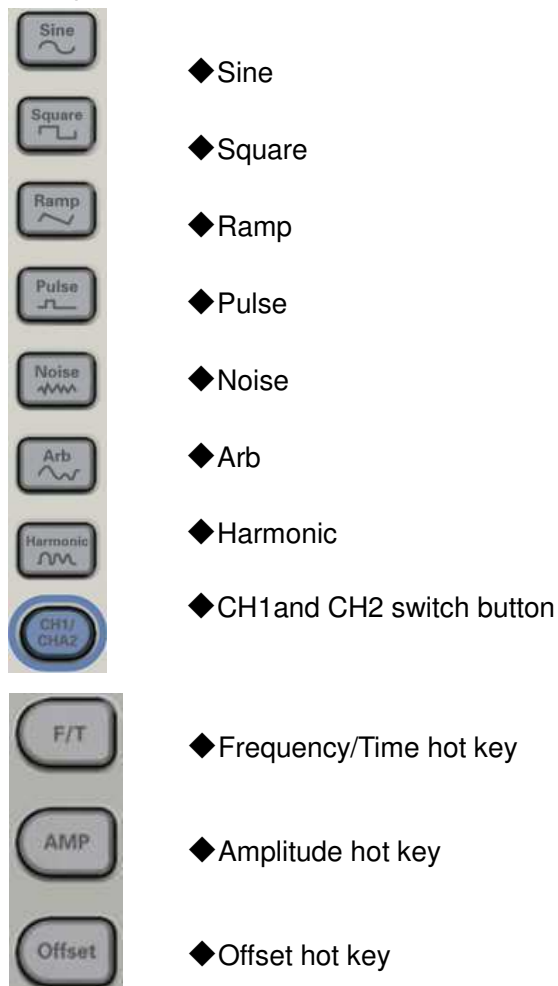 Sine
◆Sine
Square
◆Square
Ramp
◆Ramp
Pulse
◆Pulse
Noise
◆Noise
Arb
◆Arb
Harmonic
◆Harmonic
CH1/
CHA2
◆CH1and CH2 switch button
F/T
◆Frequency/Time hot key
AMP
◆Amplitude hot key
Offset
◆Offset hot key